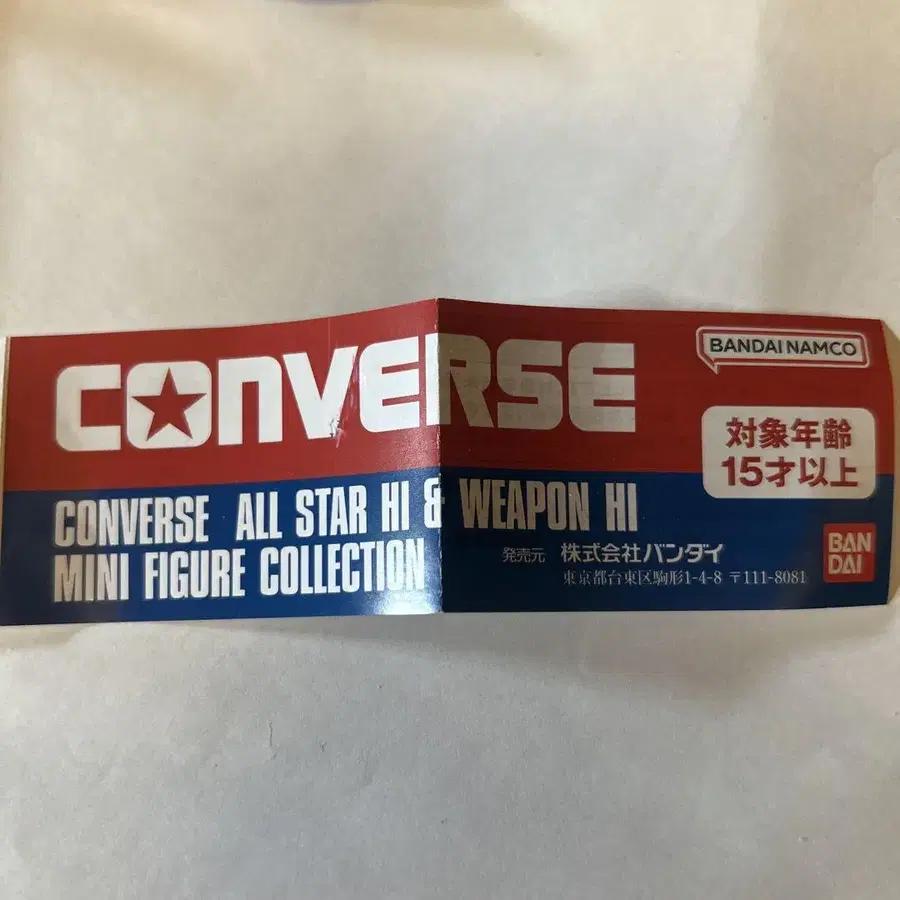 CONVERSE
BANDAI NAMCO
対象年齢
15才以上
CONVERSE ALL STAR HI & WEAPON HI
MINI FIGURE COLLECTION
発売元 株式会社バンダイ
東京都台東区駒形1-4-8 〒111-8081
BAN
DAI